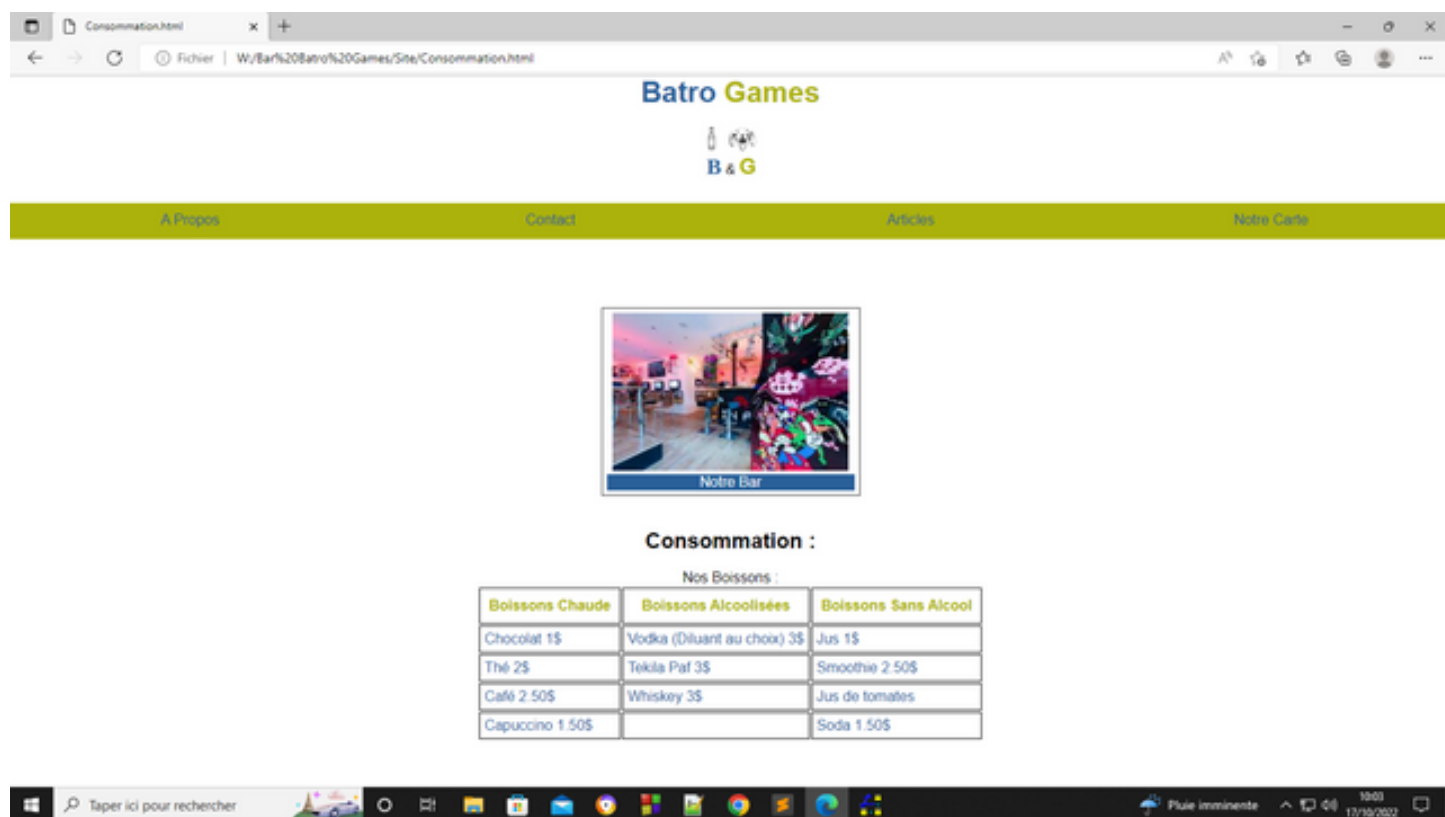 Consommation.html
Fichier | W:/Bar%20Batro%20Games/Site/Consommation.html
Batro Games
B & G
A Propos Contact Articles Notre Carte
Notre Bar
Consommation :
Nos Boissons :
Boissons Chaude Boissons Alcoolisées Boissons Sans Alcool
Chocolat 1$ Vodka (Diluant au choix) 3$ Jus 1$
Thé 2$ Tekila Paf 3$ Smoothie 2.50$
Café 2.50$ Whiskey 3$ Jus de tomates
Capuccino 1.50$ Soda 1.50$
Taper ici pour rechercher
Pluie imminente
10:03
17/10/2022